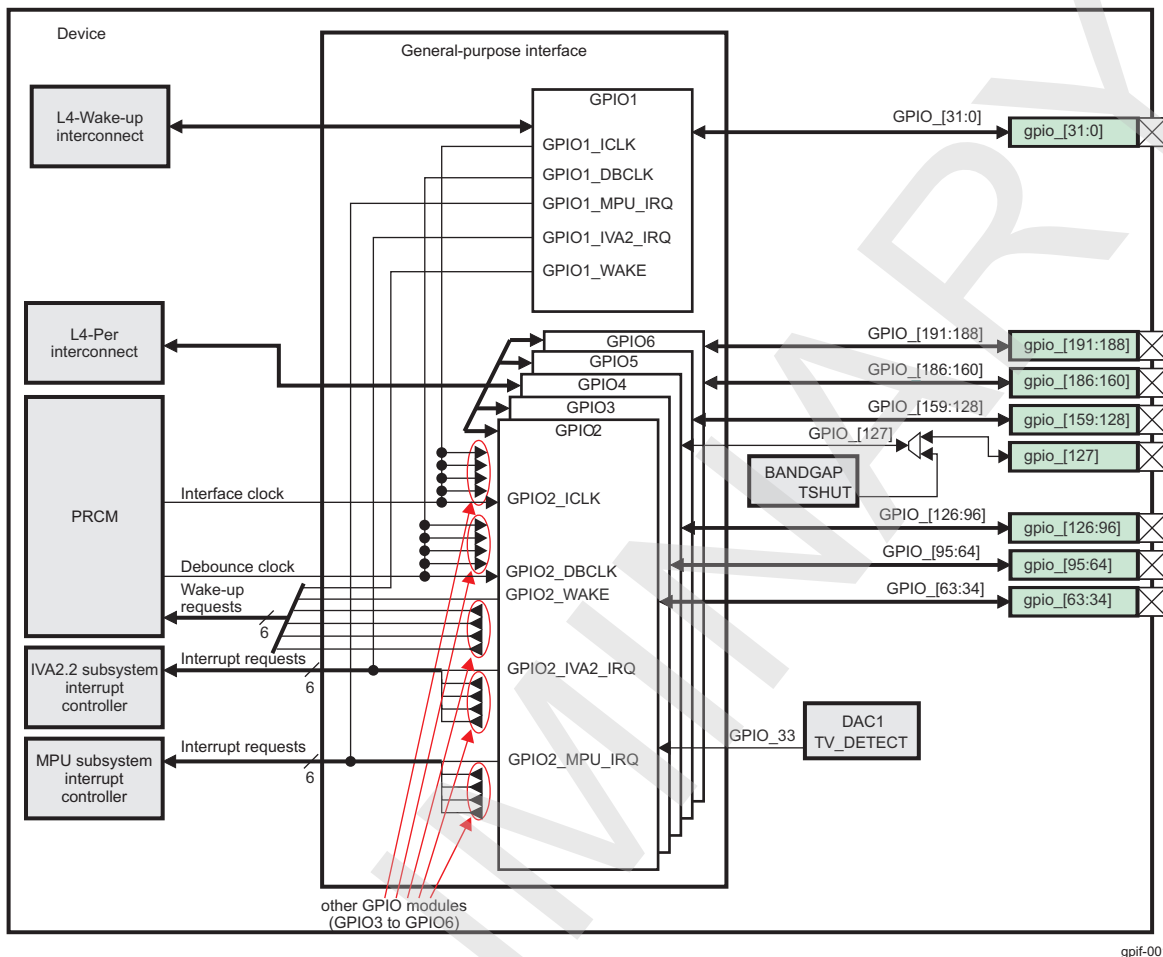 Device
General-purpose interface
L4-Wake-up
interconnect
GPIO1
GPIO1_ICLK
GPIO1_DBCLK
GPIO1_MPU_IRQ
GPIO1_IVA2_IRQ
GPIO1_WAKE
GPIO_[31:0]
gpio_[31:0]
L4-Per
interconnect
GPIO6
GPIO5
GPIO4
GPIO3
GPIO2
GPIO_[191:188]
gpio_[191:188]
GPIO_[186:160]
gpio_[186:160]
GPIO_[159:128]
gpio_[159:128]
GPIO_[127]
gpio_[127]
BANDGAP
TSHUT
PRCM
Interface clock
GPIO2_ICLK
GPIO_[126:96]
gpio_[126:96]
GPIO_[95:64]
gpio_[95:64]
GPIO_[63:34]
gpio_[63:34]
Debounce clock
GPIO2_DBCLK
Wake-up
requests
6
GPIO2_WAKE
IVA2.2 subsystem
interrupt
controller
Interrupt requests
6
GPIO2_IVA2_IRQ
MPU subsystem
interrupt
controller
Interrupt requests
6
GPIO2_MPU_IRQ
GPIO_33
DAC1
TV_DETECT
other GPIO modules
(GPIO3 to GPIO6)
gpif-00
IMINARY